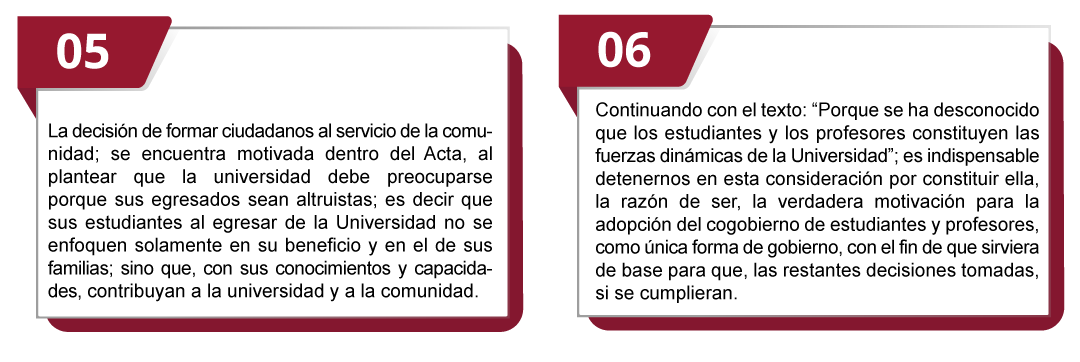 05
La decisión de formar ciudadanos al servicio de la comu-
nidad; se encuentra motivada dentro del Acta, al
plantear que la universidad debe preocuparse
porque sus egresados sean altruistas; es decir que
sus estudiantes al egresar de la Universidad no se
enfoquen solamente en su beneficio y en el de sus
familias; sino que, con sus conocimientos y capacida-
des, contribuyan a la universidad y a la comunidad.
06
Continuando con el texto: “Porque se ha desconocido
que los estudiantes y los profesores constituyen las
fuerzas dinámicas de la Universidad”; es indispensable
detenernos en esta consideración por constituir ella,
la razón de ser, la verdadera motivación para la
adopción del cogobierno de estudiantes y profesores,
como única forma de gobierno, con el fin de que sirviera
de base para que, las restantes decisiones tomadas,
si se cumplieran.